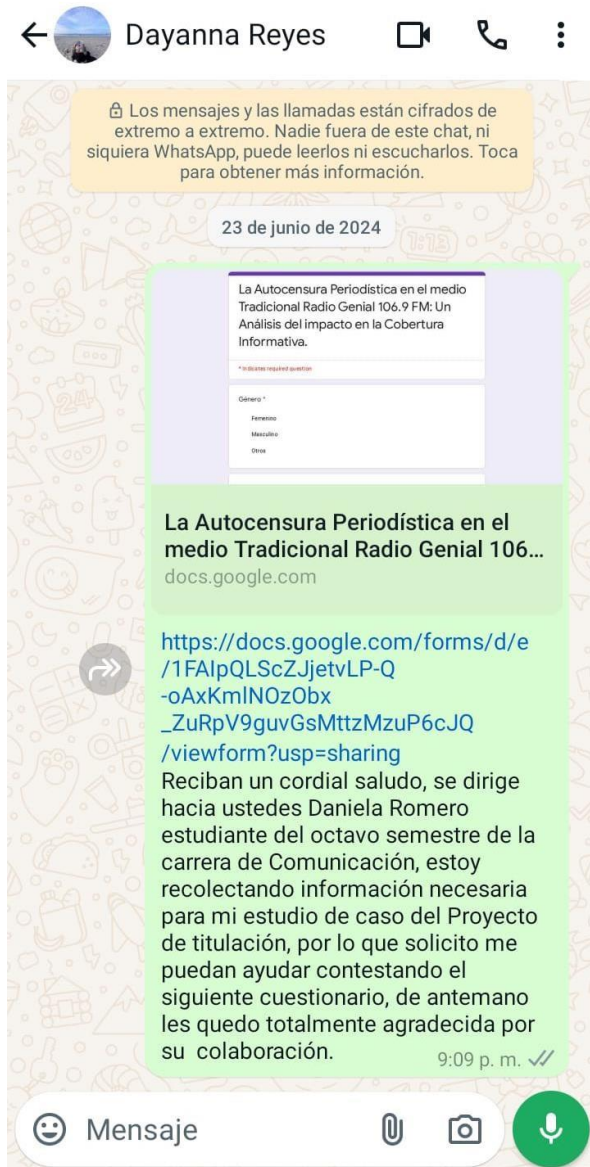 Dayanna Reyes
Los mensajes y las llamadas están cifrados de
extremo a extremo. Nadie fuera de este chat, ni
siquiera WhatsApp, puede leerlos ni escucharlos. Toca
para obtener más información.
23 de junio de 2024
La Autocensura Periodística en el medio
Tradicional Radio Genial 106.9 FM: Un
Análisis del impacto en la Cobertura
Informativa.
* Indicates required question
Género *
Femenino
Masculino
Otros
La Autocensura Periodística en el
medio Tradicional Radio Genial 106...
docs.google.com
https://docs.google.com/forms/d/e
/1FAIpQLScZJjetvLP-Q
-oAxKmlNOzObx
_ZuRpV9guvGsMttzMzuP6cJQ
/viewform?usp=sharing
Reciban un cordial saludo, se dirige
hacia ustedes Daniela Romero
estudiante del octavo semestre de la
carrera de Comunicación, estoy
recolectando información necesaria
para mi estudio de caso del Proyecto
de titulación, por lo que solicito me
puedan ayudar contestando el
siguiente cuestionario, de antemano
les quedo totalmente agradecida por
su colaboración.
9:09 p. m.
Mensaje